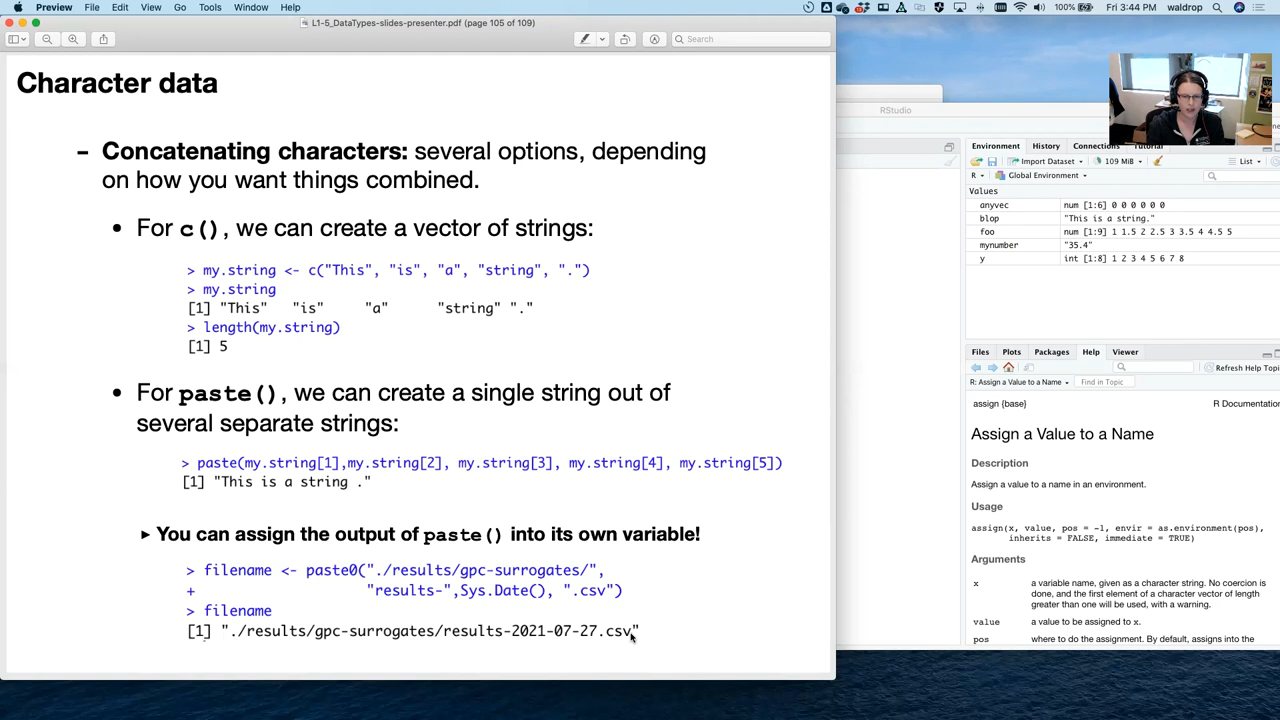 Preview File Edit View Go Tools Window Help
100% Fri 3:44 PM waldrop
L1-5_DataTypes-slides-presenter.pdf (page 105 of 109)
Search
Character data
– Concatenating characters: several options, depending
on how you want things combined.
• For c(), we can create a vector of strings:
> my.string <- c("This", "is", "a", "string", ".")
> my.string
[1] "This" "is" "a" "string" "."
> length(my.string)
[1] 5
• For paste(), we can create a single string out of
several separate strings:
> paste(my.string[1],my.string[2], my.string[3], my.string[4], my.string[5])
[1] "This is a string ."
▸ You can assign the output of paste() into its own variable!
> filename <- paste0("./results/gpc-surrogates/",
+ "results-",Sys.Date(), ".csv")
> filename
[1] "./results/gpc-surrogates/results-2021-07-27.csv"
RStudio
Environment History Connections Tutorial
Import Dataset 109 MiB List
R Global Environment
Values
anyvec num [1:6] 0 0 0 0 0 0
blop "This is a string."
foo num [1:9] 1 1.5 2 2.5 3 3.5 4 4.5 5
mynumber "35.4"
y int [1:8] 1 2 3 4 5 6 7 8
Files Plots Packages Help Viewer
Refresh Help Topic
R: Assign a Value to a Name Find in Topic
assign {base} R Documentation
Assign a Value to a Name
Description
Assign a value to a name in an environment.
Usage
assign(x, value, pos = -1, envir = as.environment(pos),
inherits = FALSE, immediate = TRUE)
Arguments
x a variable name, given as a character string. No coercion is
done, and the first element of a character vector of length
greater than one will be used, with a warning.
value a value to be assigned to x.
pos where to do the assignment. By default, assigns into the